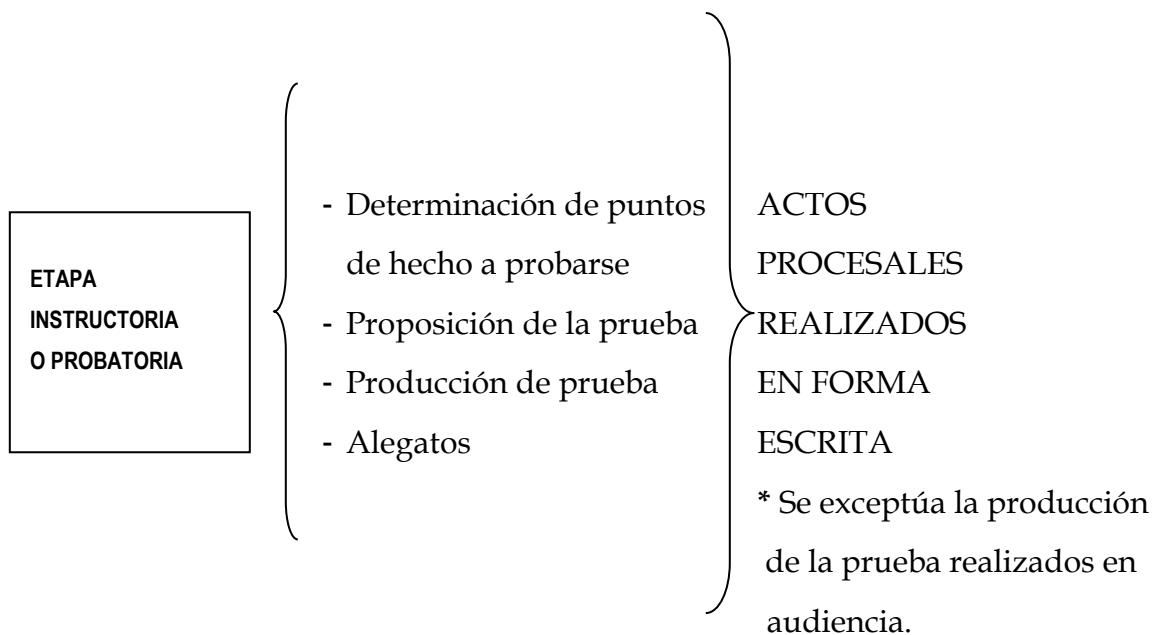 ETAPA
INSTRUCTORIA
O PROBATORIA
- Determinación de puntos
de hecho a probarse
- Proposición de la prueba
- Producción de prueba
- Alegatos
ACTOS
PROCESALES
REALIZADOS
EN FORMA
ESCRITA
* Se exceptúa la producción
de la prueba realizados en
audiencia.